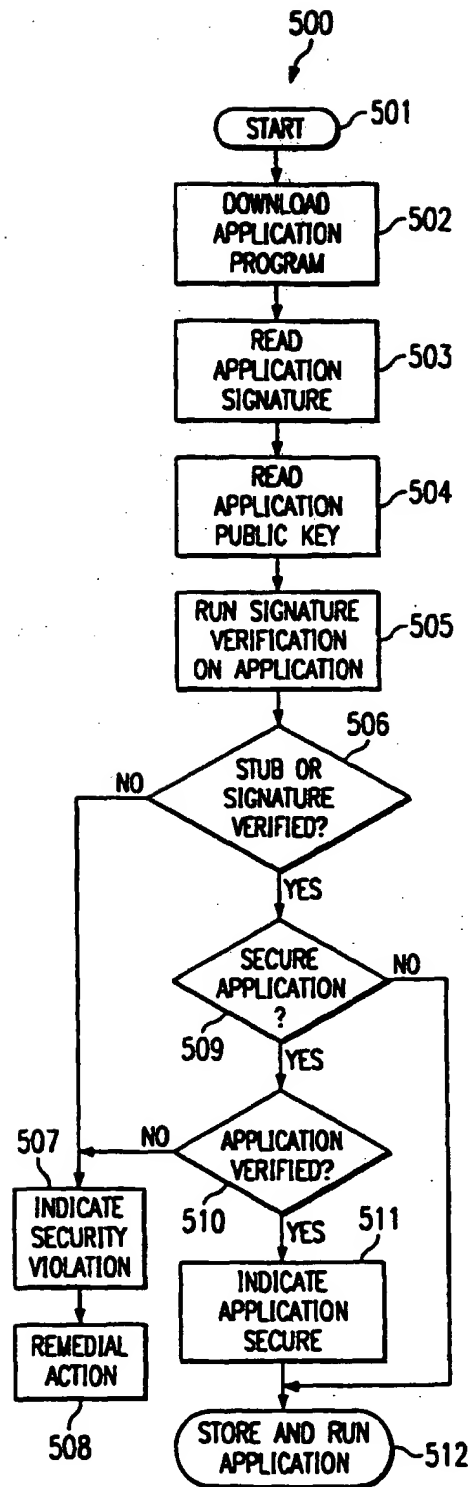 500
START
501
DOWNLOAD
APPLICATION
PROGRAM
502
READ
APPLICATION
SIGNATURE
503
READ
APPLICATION
PUBLIC KEY
504
RUN SIGNATURE
VERIFICATION
ON APPLICATION
505
506
STUB OR
SIGNATURE
VERIFIED?
NO
YES
SECURE
APPLICATION
?
509
NO
YES
507
NO
APPLICATION
VERIFIED?
510
YES
511
INDICATE
SECURITY
VIOLATION
INDICATE
APPLICATION
SECURE
REMEDIAL
ACTION
508
STORE AND RUN
APPLICATION
512